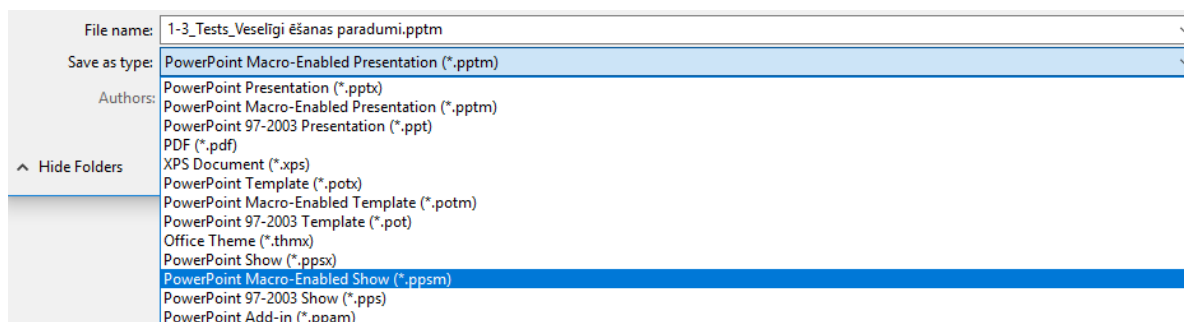 File name: 1-3_Tests_Veselīgi ēšanas paradumi.pptm
Save as type: PowerPoint Macro-Enabled Presentation (*.pptm)
Authors:
PowerPoint Presentation (*.pptx)
PowerPoint Macro-Enabled Presentation (*.pptm)
PowerPoint 97-2003 Presentation (*.ppt)
PDF (*.pdf)
Hide Folders
XPS Document (*.xps)
PowerPoint Template (*.potx)
PowerPoint Macro-Enabled Template (*.potm)
PowerPoint 97-2003 Template (*.pot)
Office Theme (*.thmx)
PowerPoint Show (*.ppsx)
PowerPoint Macro-Enabled Show (*.ppsm)
PowerPoint 97-2003 Show (*.pps)
PowerPoint Add-in (*.ppam)